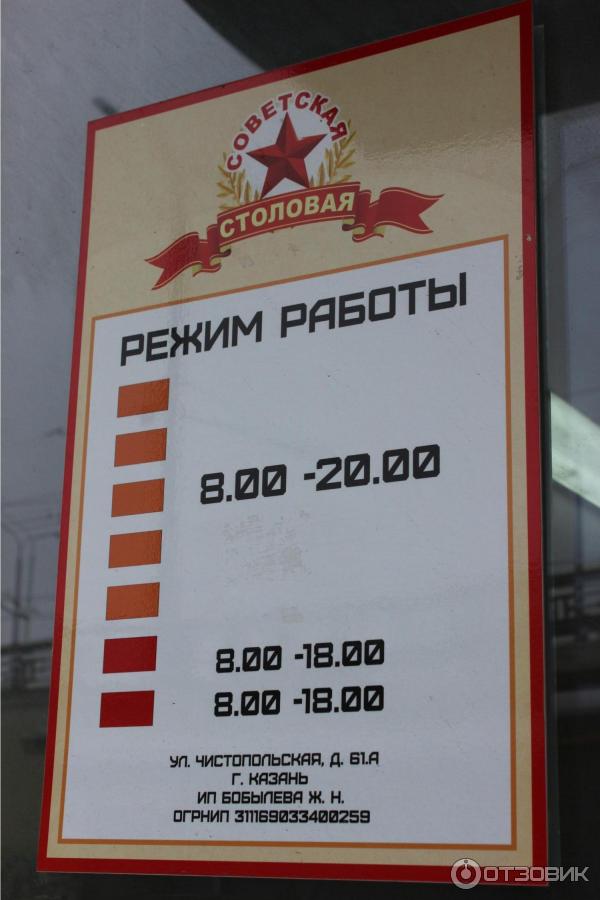 СОВЕТСКАЯ
СТОЛОВАЯ
РЕЖИМ РАБОТЫ
8.00 -20.00
8.00 -18.00
8.00 -18.00
УЛ. ЧИСТОПОЛЬСКАЯ, Д. 61.А
Г. КАЗАНЬ
ИП БОБЫЛЕВА Ж. Н.
ОГРНИП 311169033400259
ОТЗОВИК